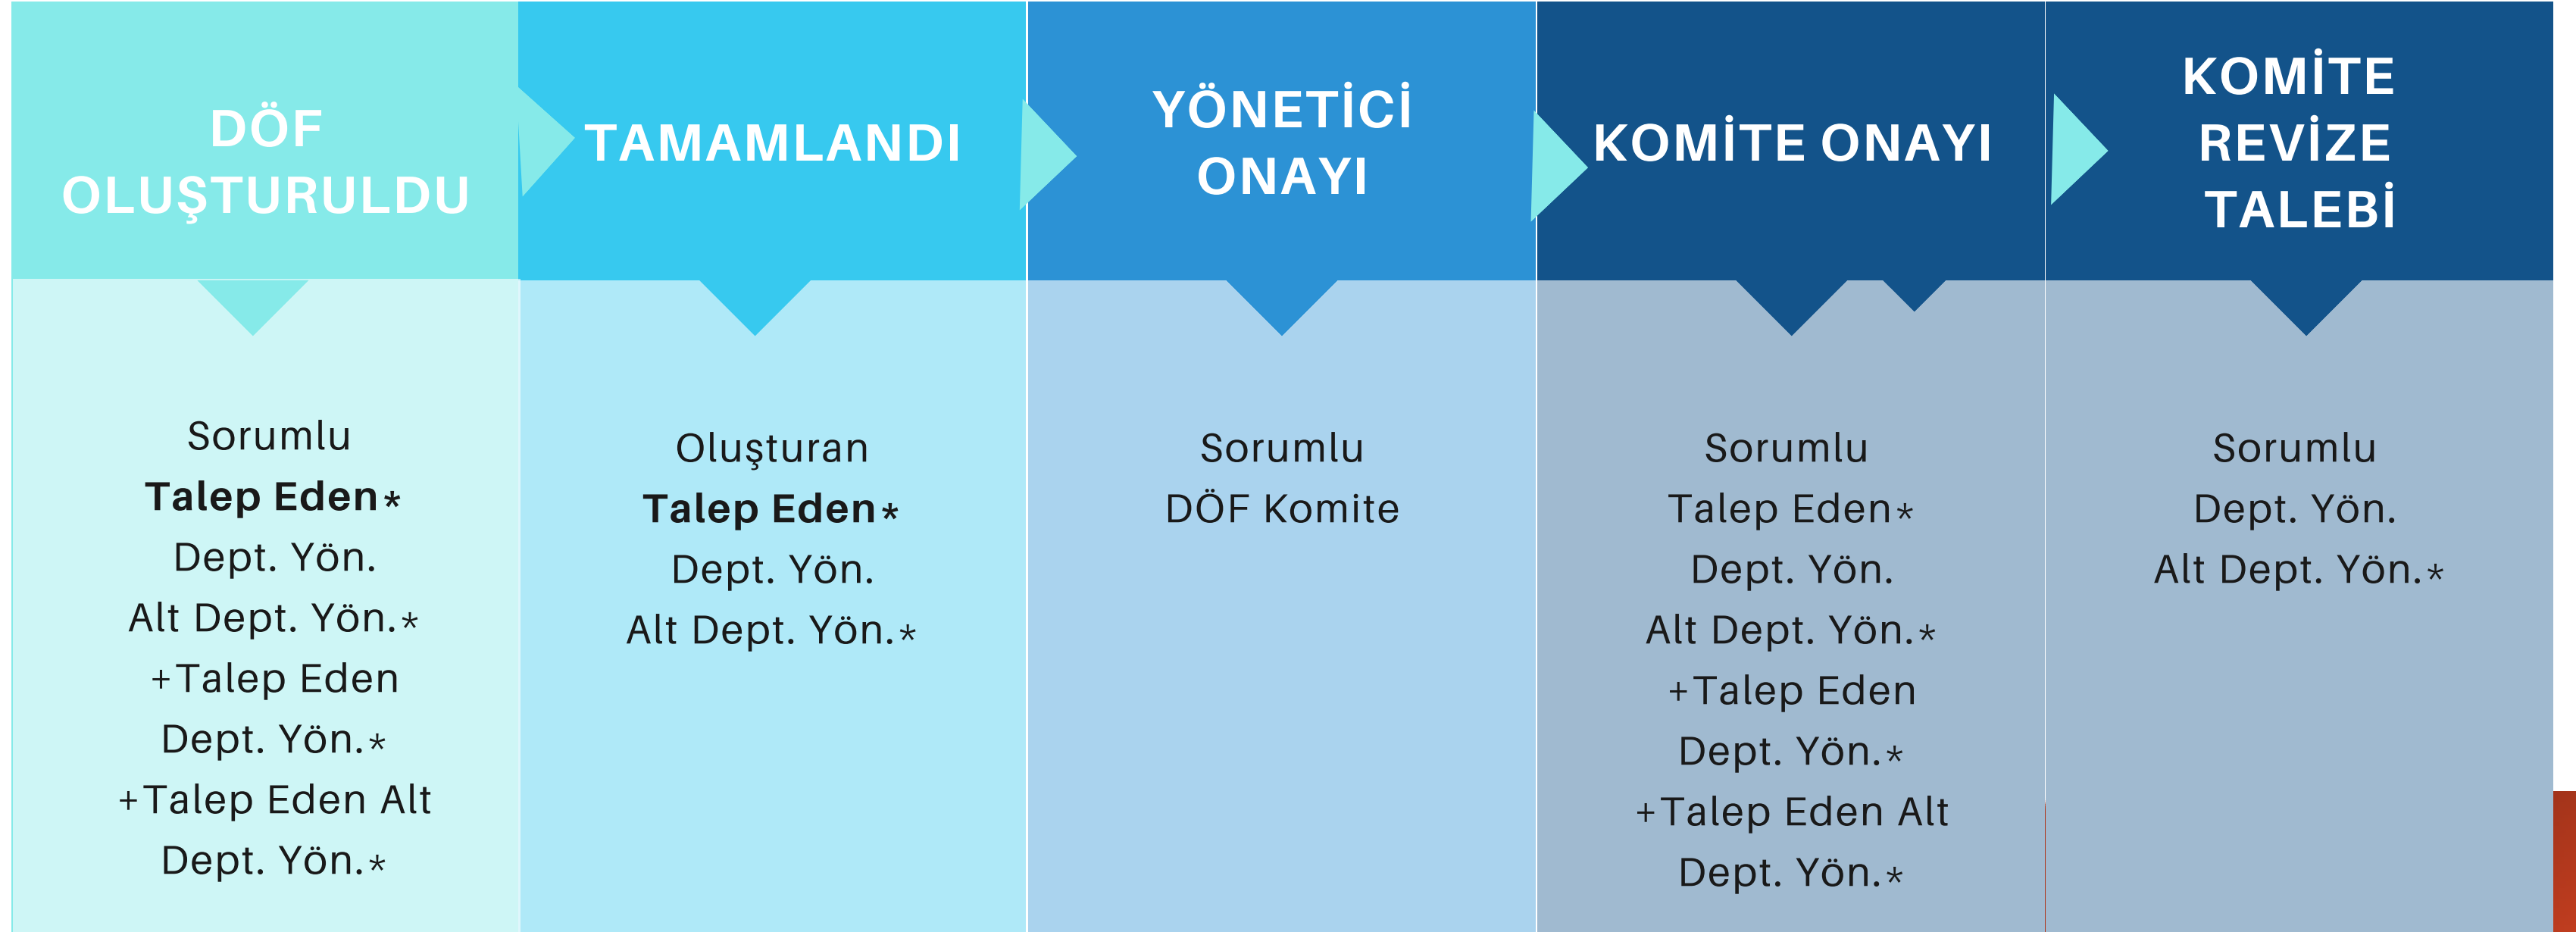 DÖF
OLUŞTURULDU
TAMAMLANDI
YÖNETİCİ
ONAYI
KOMİTE ONAYI
KOMİTE
REVİZE
TALEBİ
Sorumlu
Talep Eden*
Dept. Yön.
Alt Dept. Yön.*
+Talep Eden
Dept. Yön.*
+Talep Eden Alt
Dept. Yön.*
Oluşturan
Talep Eden*
Dept. Yön.
Alt Dept. Yön.*
Sorumlu
DÖF Komite
Sorumlu
Talep Eden*
Dept. Yön.
Alt Dept. Yön.*
+Talep Eden
Dept. Yön.*
+Talep Eden Alt
Dept. Yön.*
Sorumlu
Dept. Yön.
Alt Dept. Yön.*